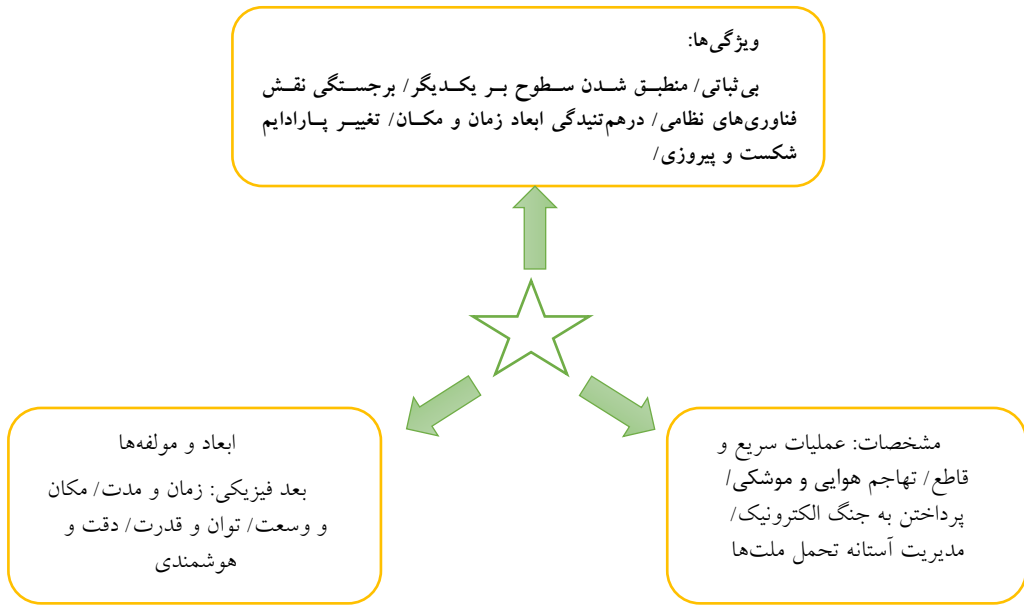 ویژگی‌ها:
بی‌ثباتی/ منطبق شدن سطوح بر یکدیگر/ برجستگی نقش
فناوری‌های نظامی/ درهم‌تنیدگی ابعاد زمان و مکان/ تغییر پارادایم
شکست و پیروزی/
مشخصات: عملیات سریع و
قاطع/ تهاجم هوایی و موشکی/
پرداختن به جنگ الکترونیک/
مدیریت آستانه تحمل ملت‌ها
ابعاد و مولفه‌ها
بعد فیزیکی: زمان و مدت/ مکان
و وسعت/ توان و قدرت/ دقت و
هوشمندی